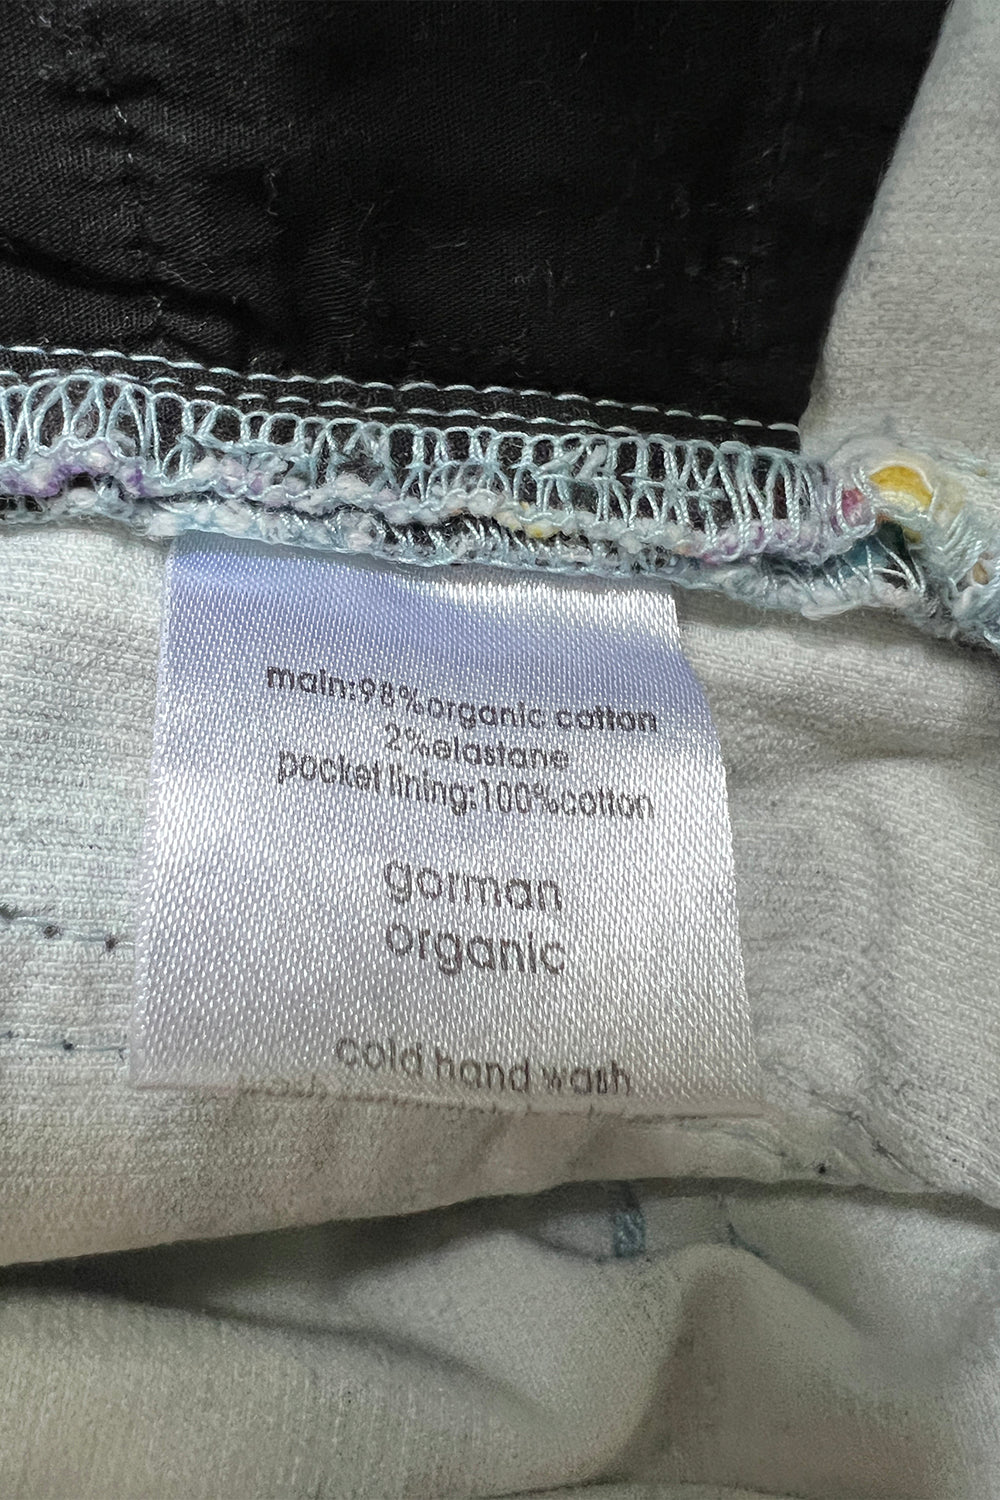 main:98%organic cotton
2%elastane
pocket lining:100%cotton
gorman
organic
cold hand wash